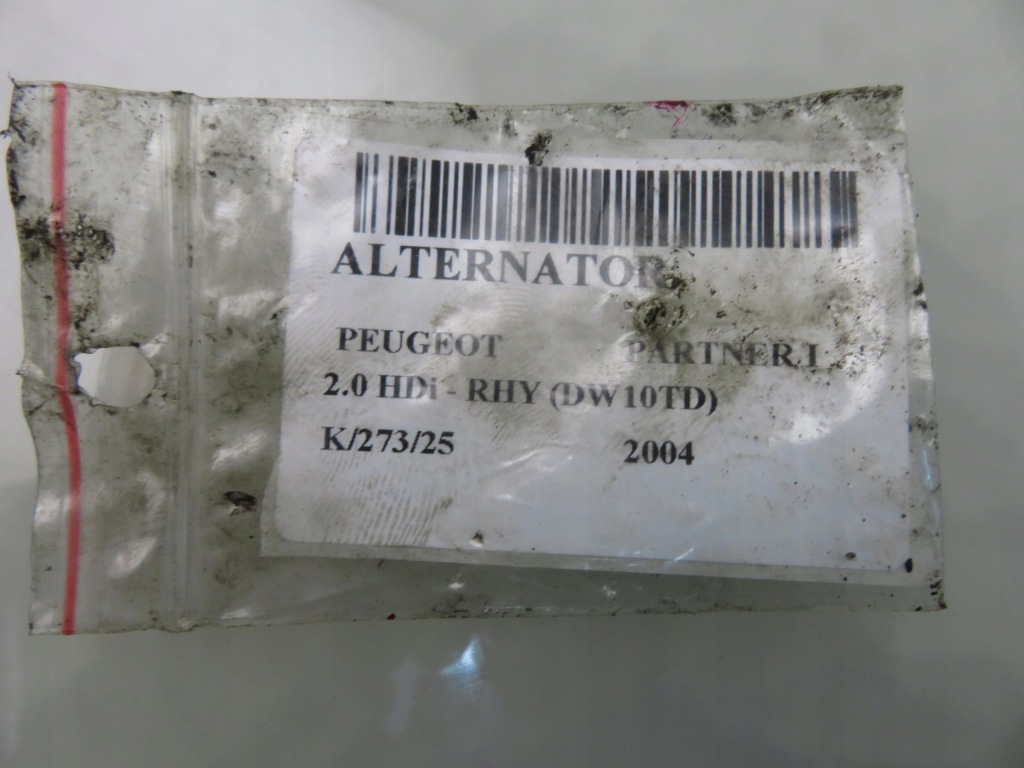 ALTERNATOR
PEUGEOT PARTNER I
2.0 HDi - RHY (DW10TD)
K/273/25 2004